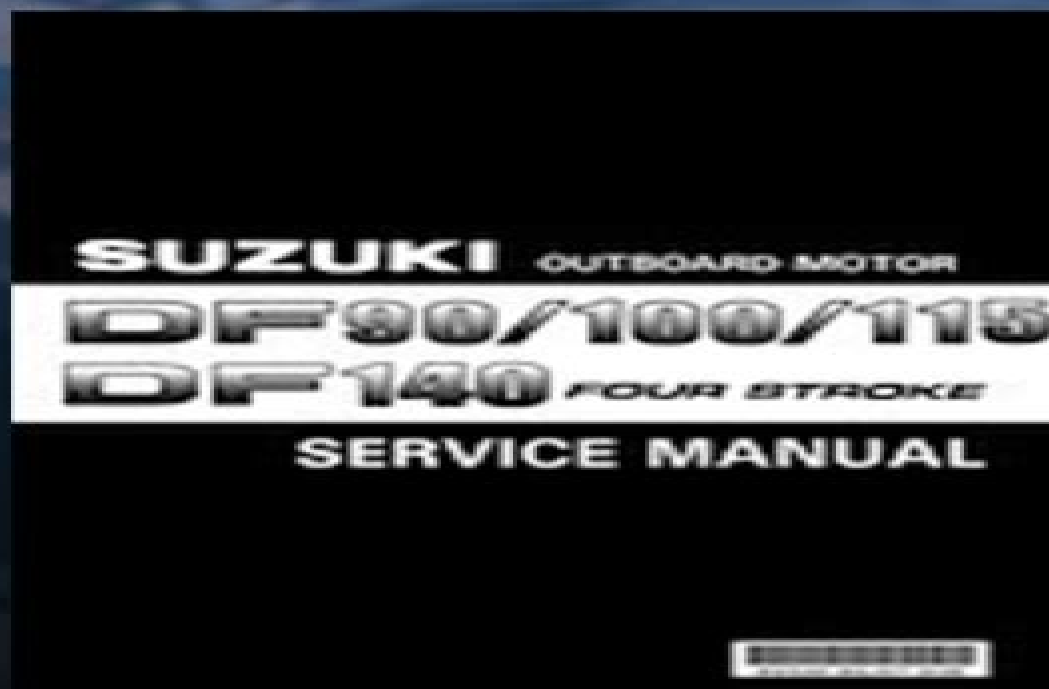 SUZUKI OUTBOARD MOTOR
DF90/100/115
DF140 FOUR STROKE
SERVICE MANUAL